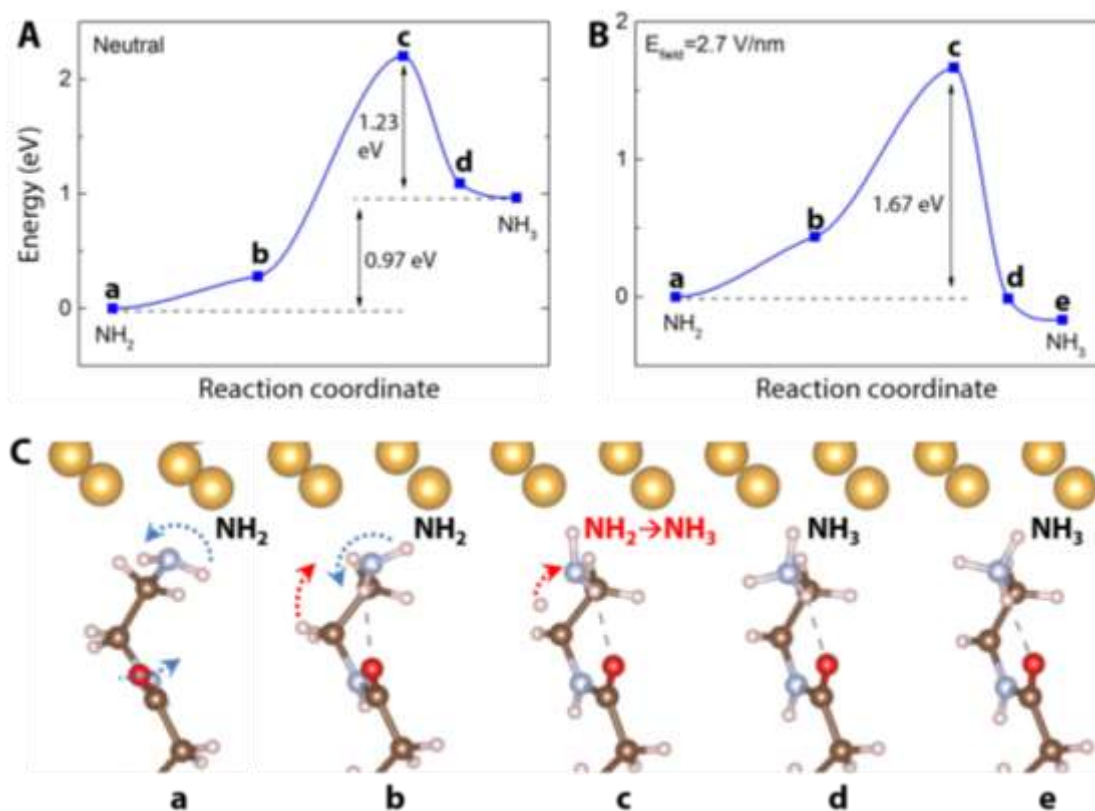 A
Neutral
Energy (eV)
2
1
0
a
NH₂
b
c
1.23
eV
d
0.97 eV
NH₃
Reaction coordinate
B
E_field=2.7 V/nm
2
1
0
a
NH₂
b
c
1.67 eV
d
e
NH₃
Reaction coordinate
C
NH₂
NH₂
NH₂→NH₃
NH₃
NH₃
a
b
c
d
e